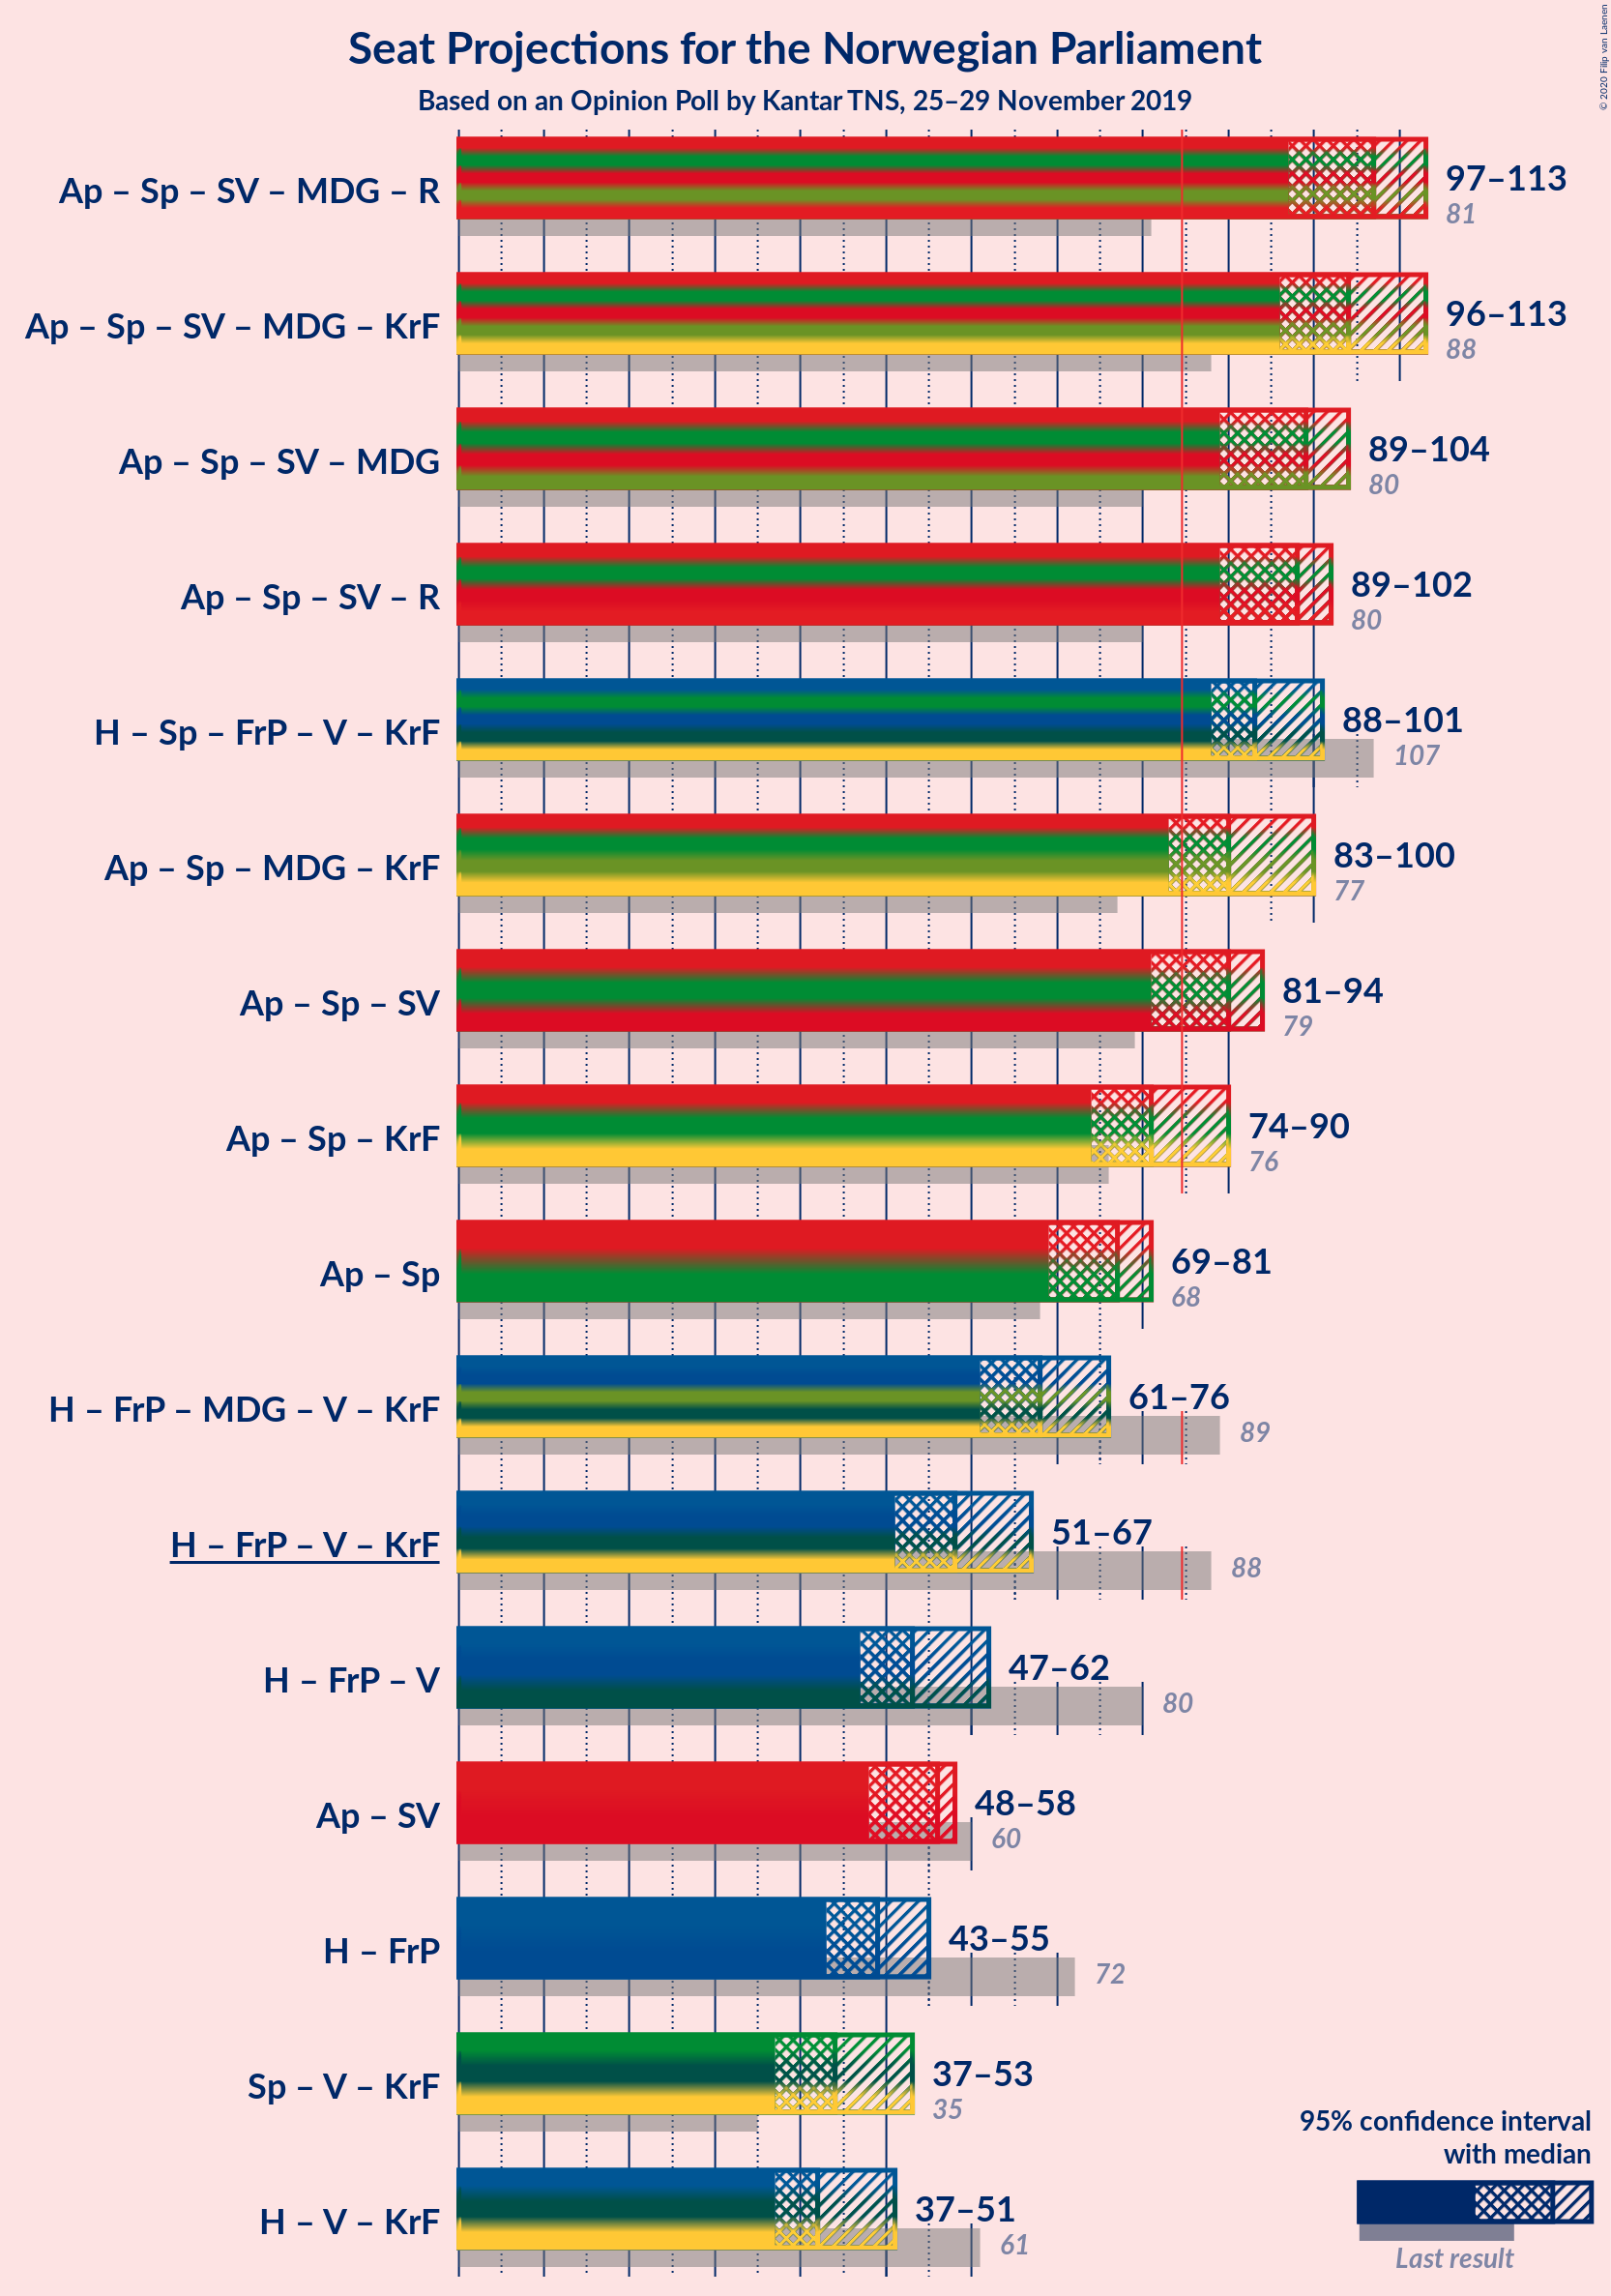 Seat Projections for the Norwegian Parliament
Based on an Opinion Poll by Kantar TNS, 25–29 November 2019
© 2020 Filip van Laenen
Ap – Sp – SV – MDG – R
97–113
81
Ap – Sp – SV – MDG – KrF
96–113
88
Ap – Sp – SV – MDG
89–104
80
Ap – Sp – SV – R
89–102
80
H – Sp – FrP – V – KrF
88–101
107
Ap – Sp – MDG – KrF
83–100
77
Ap – Sp – SV
81–94
79
Ap – Sp – KrF
74–90
76
Ap – Sp
69–81
68
H – FrP – MDG – V – KrF
61–76
89
H – FrP – V – KrF
51–67
88
H – FrP – V
47–62
80
Ap – SV
48–58
60
H – FrP
43–55
72
Sp – V – KrF
37–53
35
H – V – KrF
37–51
61
95% confidence interval
with median
Last result